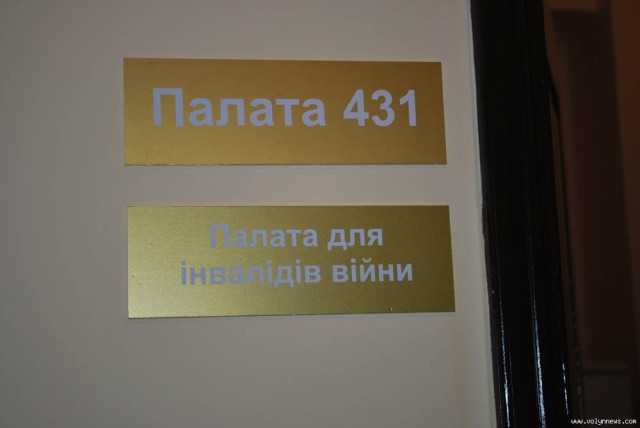 Палата 431
Палата для
інвалідів війни
www.volynnews.com